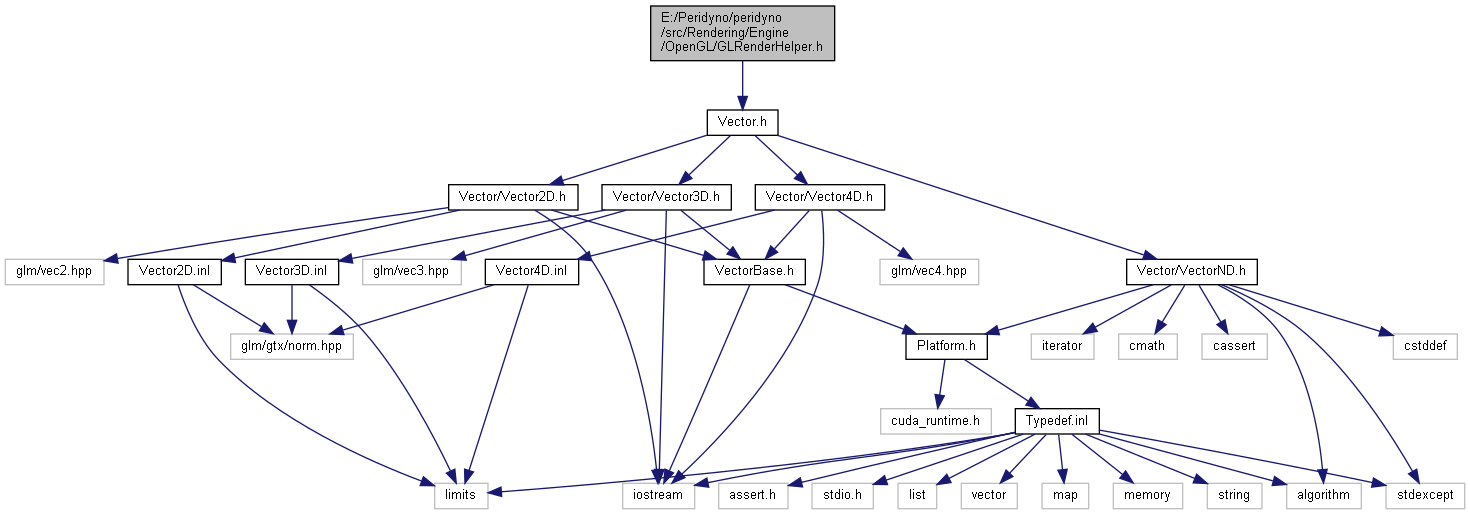 E:/Peridyno/peridyno
/src/Rendering/Engine
/OpenGL/GLRenderHelper.h
Vector.h
Vector/Vector2D.h
Vector/Vector3D.h
Vector/Vector4D.h
glm/vec2.hpp
Vector2D.inl
Vector3D.inl
glm/vec3.hpp
Vector4D.inl
VectorBase.h
glm/vec4.hpp
Vector/VectorND.h
glm/gtx/norm.hpp
Platform.h
iterator
cmath
cassert
cstddef
cuda_runtime.h
Typedef.inl
limits
iostream
assert.h
stdio.h
list
vector
map
memory
string
algorithm
stdexcept